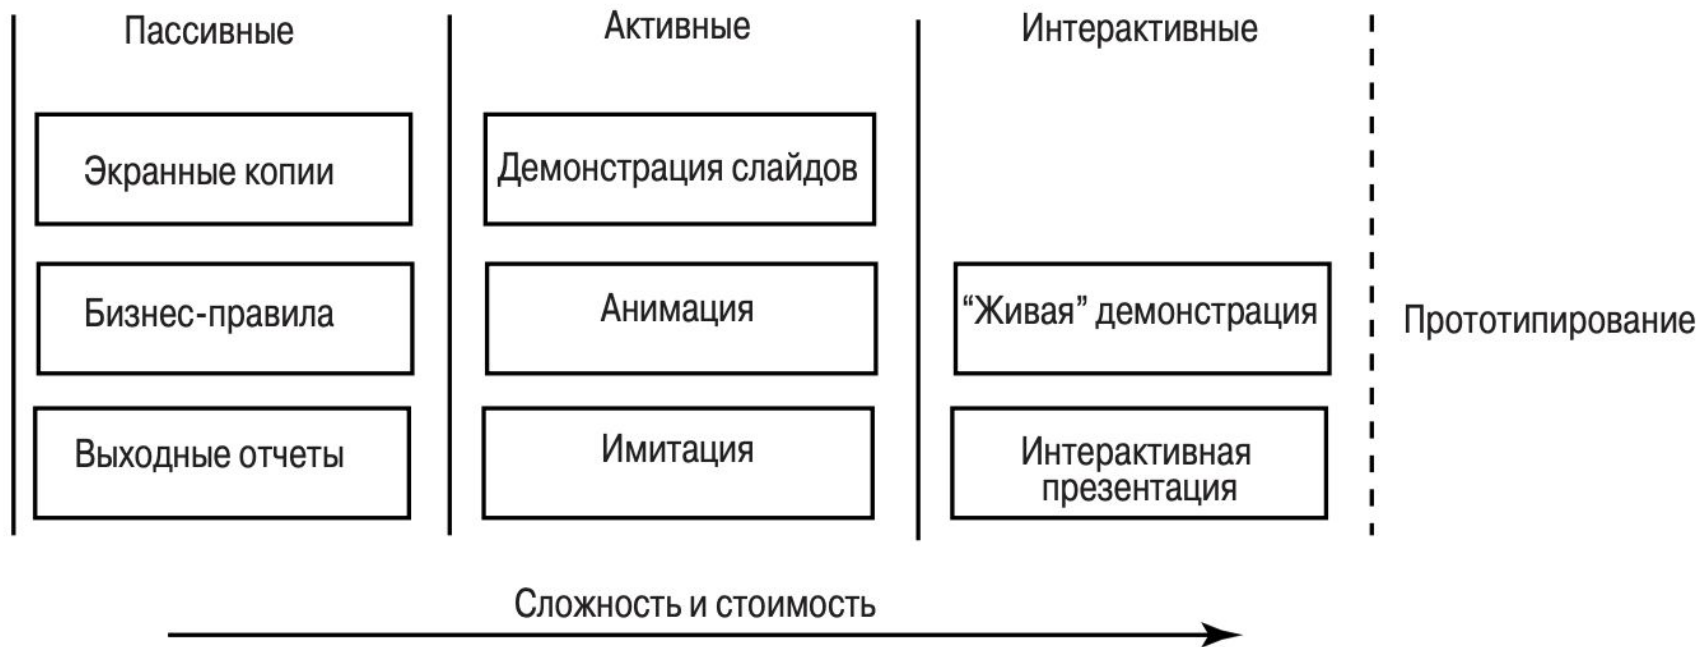 Пассивные
Активные
Интерактивные
Экранные копии
Демонстрация слайдов
Бизнес-правила
Анимация
“Живая” демонстрация
Прототипирование
Выходные отчеты
Имитация
Интерактивная
презентация
Сложность и стоимость